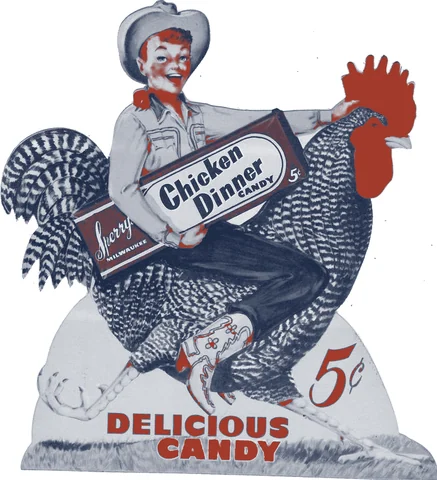 Chicken
Dinner
CANDY
5¢
Sperry's
MILWAUKEE
5¢
DELICIOUS
CANDY